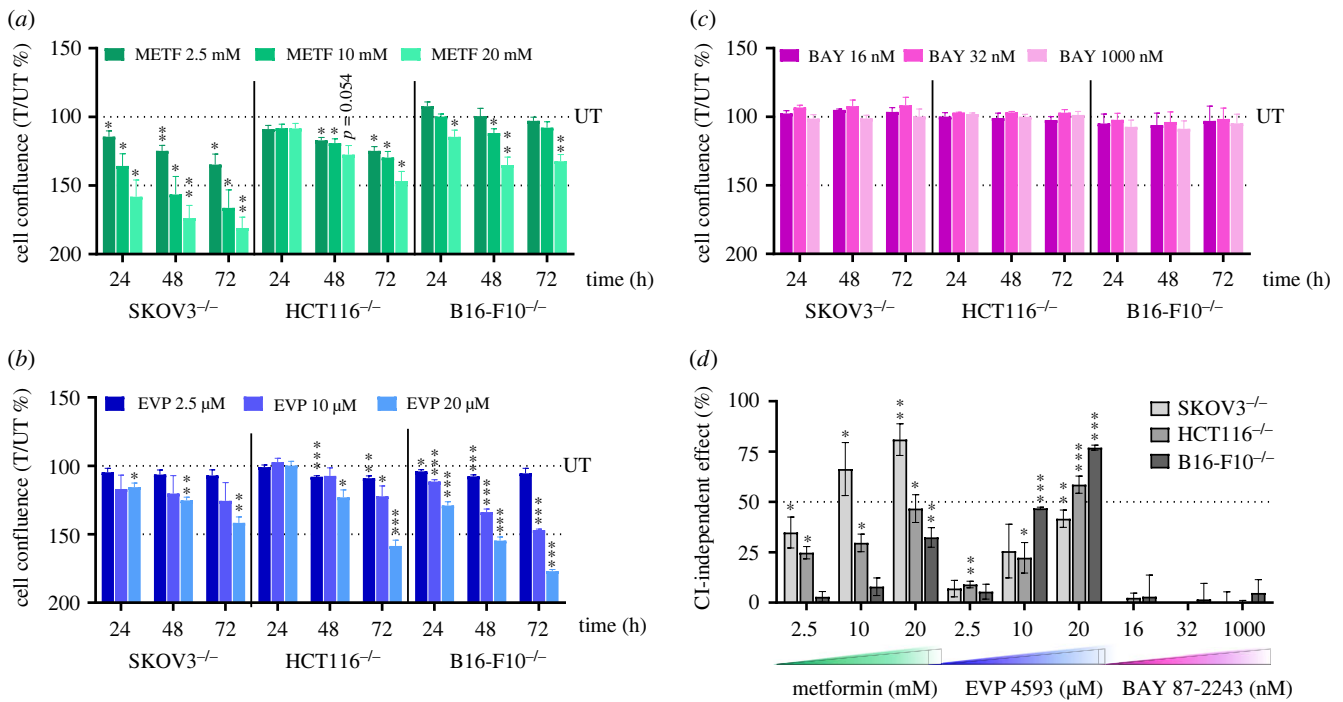 (a)
cell confluence (T/UT %)
150
100
150
200
METF 2.5 mM METF 10 mM METF 20 mM
* * * ** * ** * * ** * * p = 0.054 * * * * * ** **
UT
24 48 72 24 48 72 24 48 72 time (h)
SKOV3–/– HCT116–/– B16-F10–/–
(b)
cell confluence (T/UT %)
150
100
150
200
EVP 2.5 µM EVP 10 µM EVP 20 µM
* ** ** *** * ** * *** * *** *** *** *** *** *** ***
UT
24 48 72 24 48 72 24 48 72 time (h)
SKOV3–/– HCT116–/– B16-F10–/–
(c)
cell confluence (T/UT %)
150
100
150
200
BAY 16 nM BAY 32 nM BAY 1000 nM
UT
24 48 72 24 48 72 24 48 72 time (h)
SKOV3–/– HCT116–/– B16-F10–/–
(d)
CI-independent effect (%)
100
75
50
25
0
SKOV3–/–
HCT116–/–
B16-F10–/–
* * * * ** * ** ** * *** ** *** ***
2.5 10 20 2.5 10 20 16 32 1000
metformin (mM) EVP 4593 (µM) BAY 87-2243 (nM)